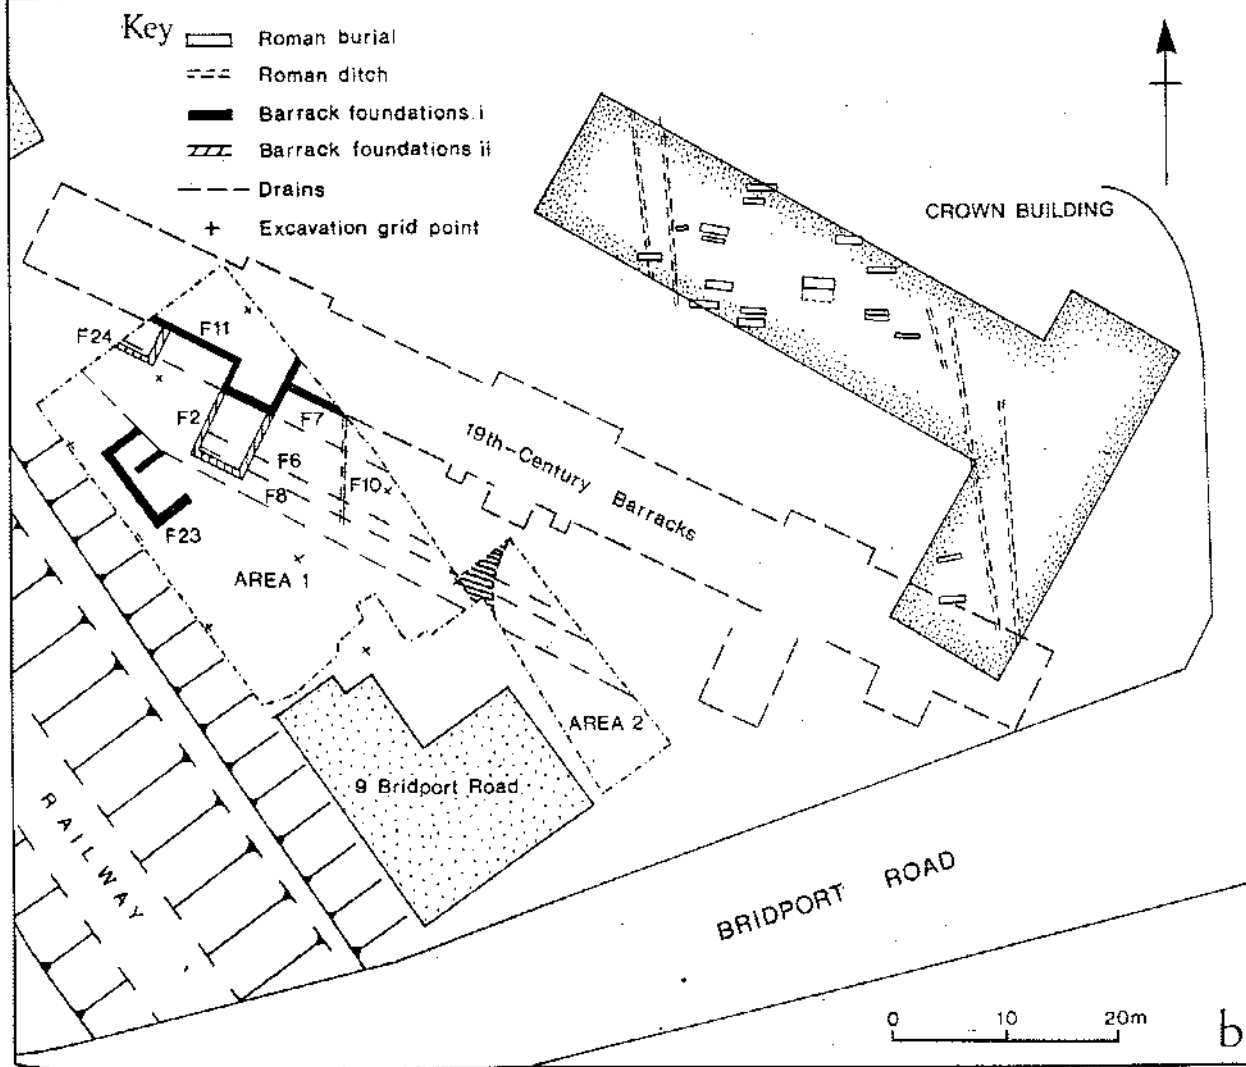 Key
Roman burial
Roman ditch
Barrack foundations. i
Barrack foundations ii
Drains
Excavation grid point
CROWN BUILDING
F24
F11
F2
F7
F6
F8
F10
F23
19th-Century Barracks
AREA 1
AREA 2
9 Bridport Road
RAILWAY
BRIDPORT ROAD
0 10 20m
b